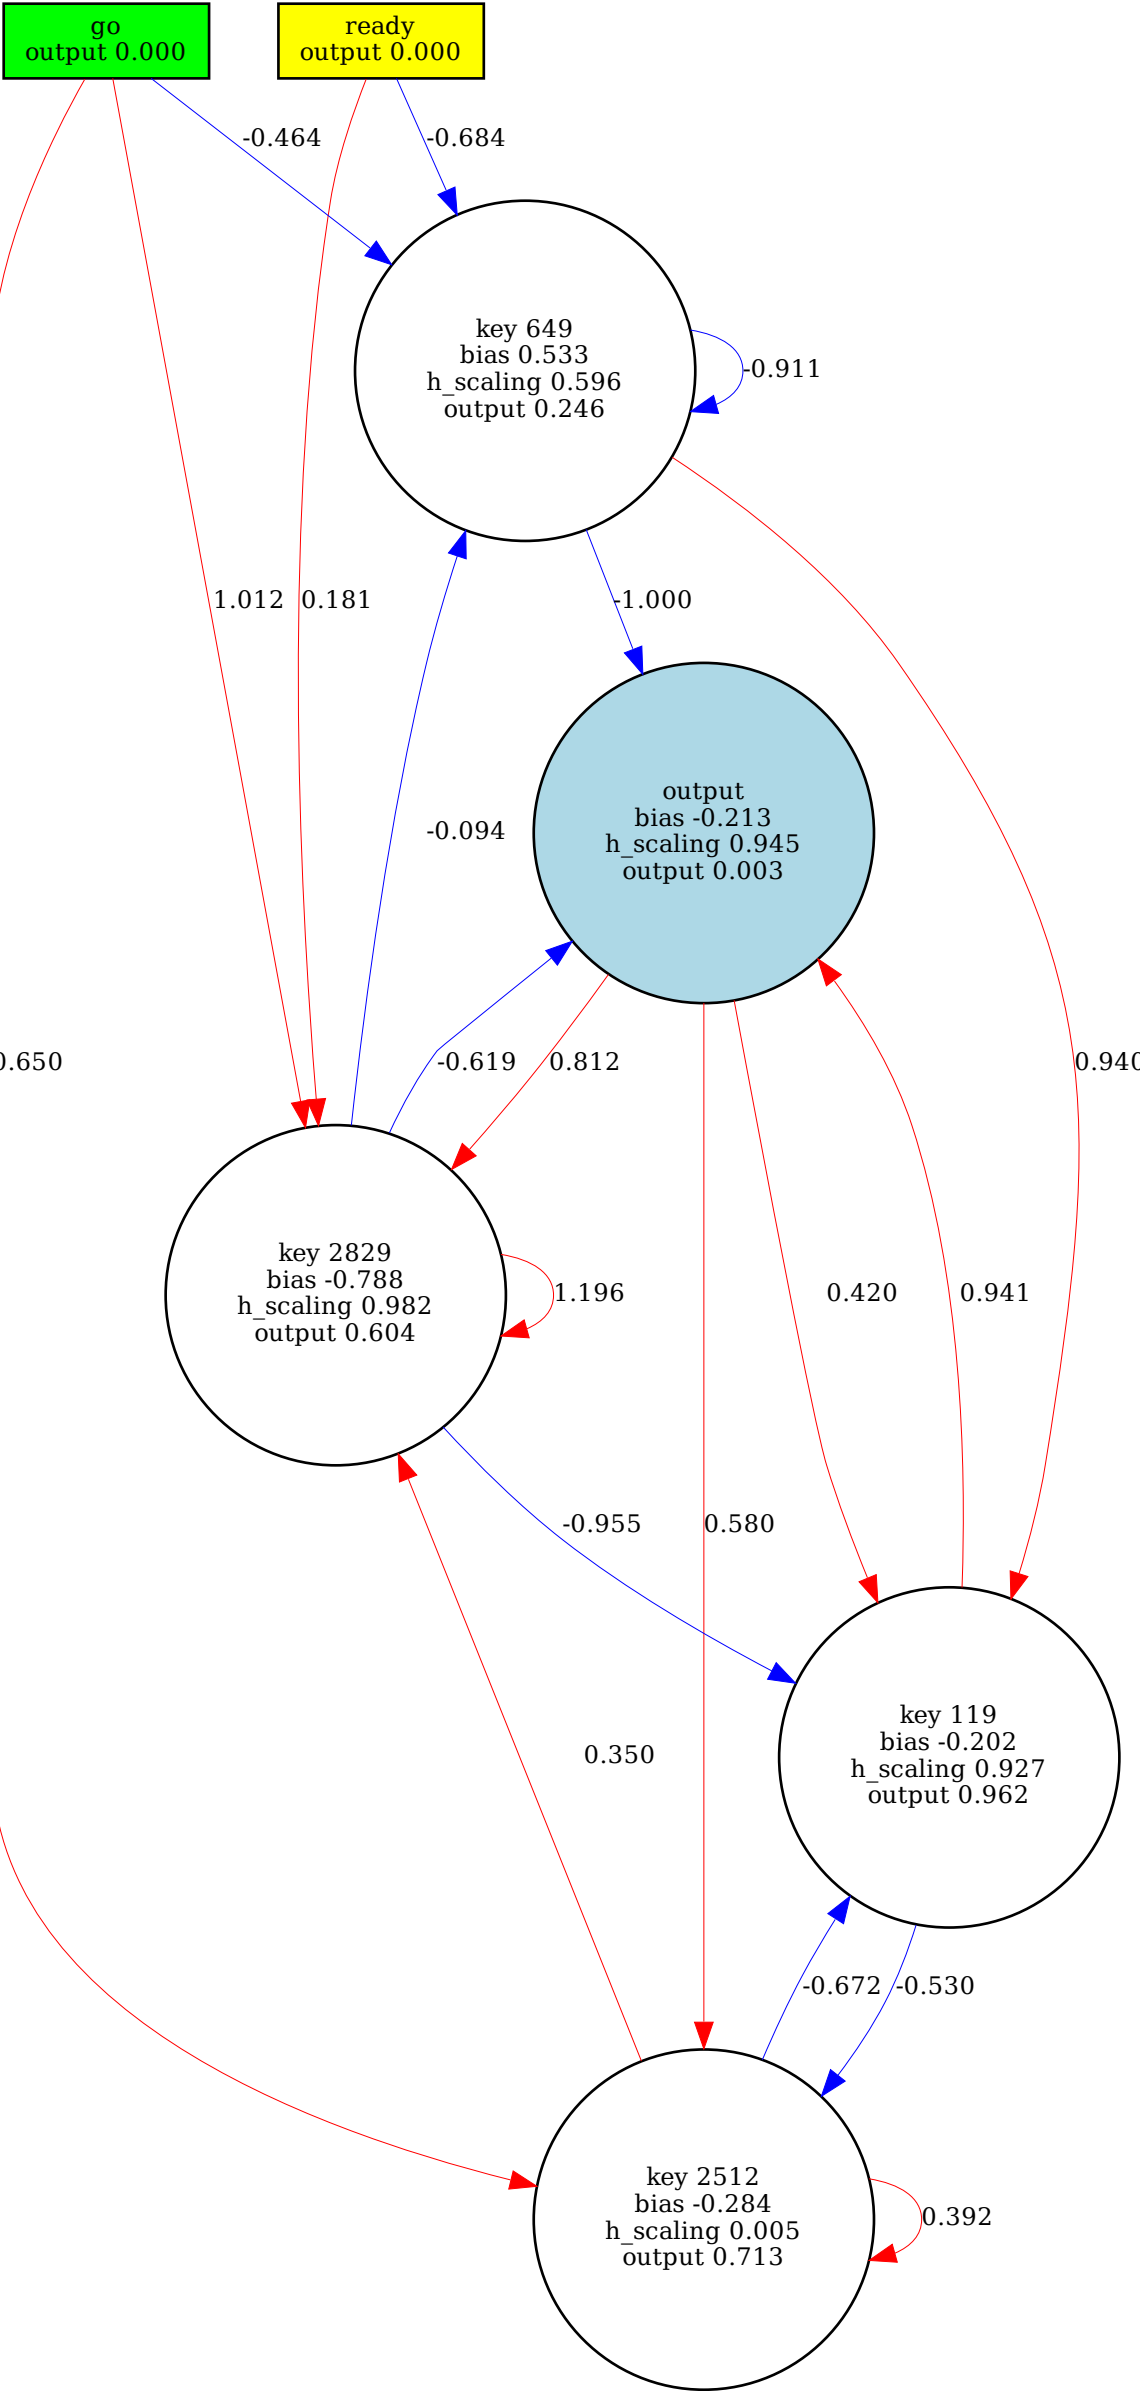 go
output 0.000
ready
output 0.000
-0.464
-0.684
key 649
bias 0.533
h_scaling 0.596
output 0.246
-0.911
1.012
0.181
-1.000
output
bias -0.213
h_scaling 0.945
output 0.003
-0.094
0.650
-0.619
0.812
0.940
key 2829
bias -0.788
h_scaling 0.982
output 0.604
1.196
0.420
0.941
-0.955
0.580
key 119
bias -0.202
h_scaling 0.927
output 0.962
0.350
-0.672
-0.530
key 2512
bias -0.284
h_scaling 0.005
output 0.713
0.392